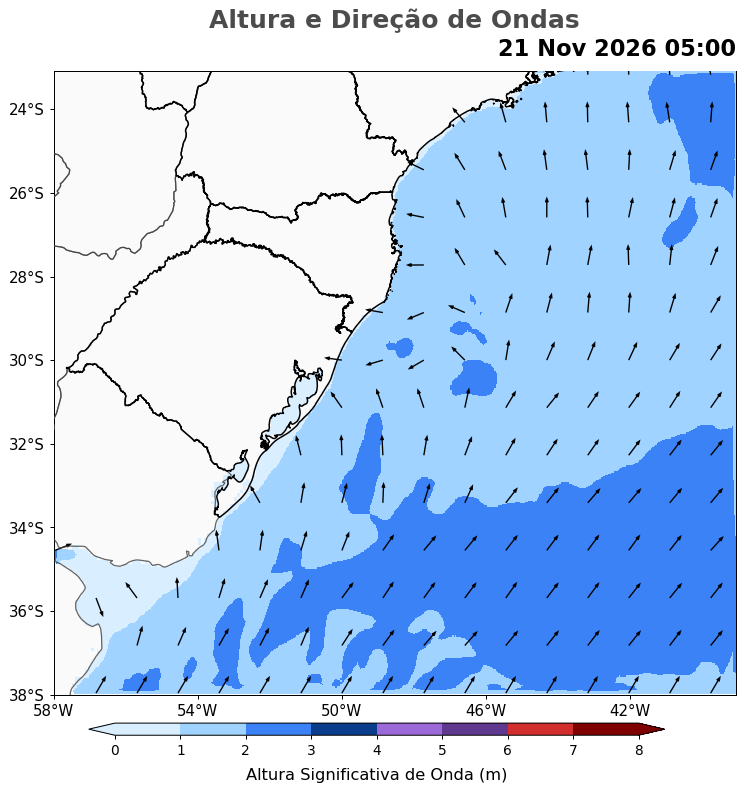 Altura e Direção de Ondas
21 Nov 2026 05:00
24°S
26°S
28°S
30°S
32°S
34°S
36°S
38°S
58°W 54°W 50°W 46°W 42°W
0 1 2 3 4 5 6 7 8
Altura Significativa de Onda (m)